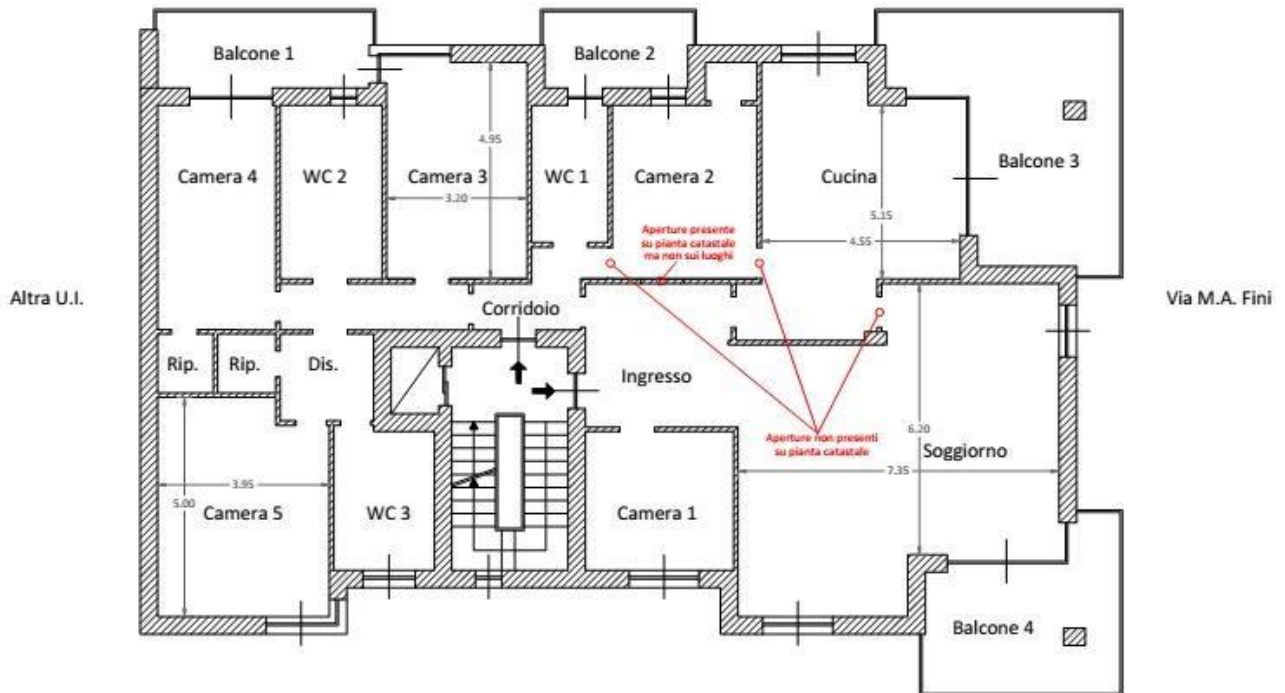 Balcone 1
Balcone 2
4.95
Balcone 3
Camera 4
WC 2
Camera 3
WC 1
Camera 2
Cucina
3.20
5.15
Aperture presente
su pianta catastale
ma non sui luoghi
4.55
Altra U.I.
Corridoio
Via M.A. Fini
Rip.
Rip.
Dis.
Ingresso
6.20
Aperture non presenti
su pianta catastale
Soggiorno
7.35
3.95
5.00
Camera 5
WC 3
Camera 1
Balcone 4